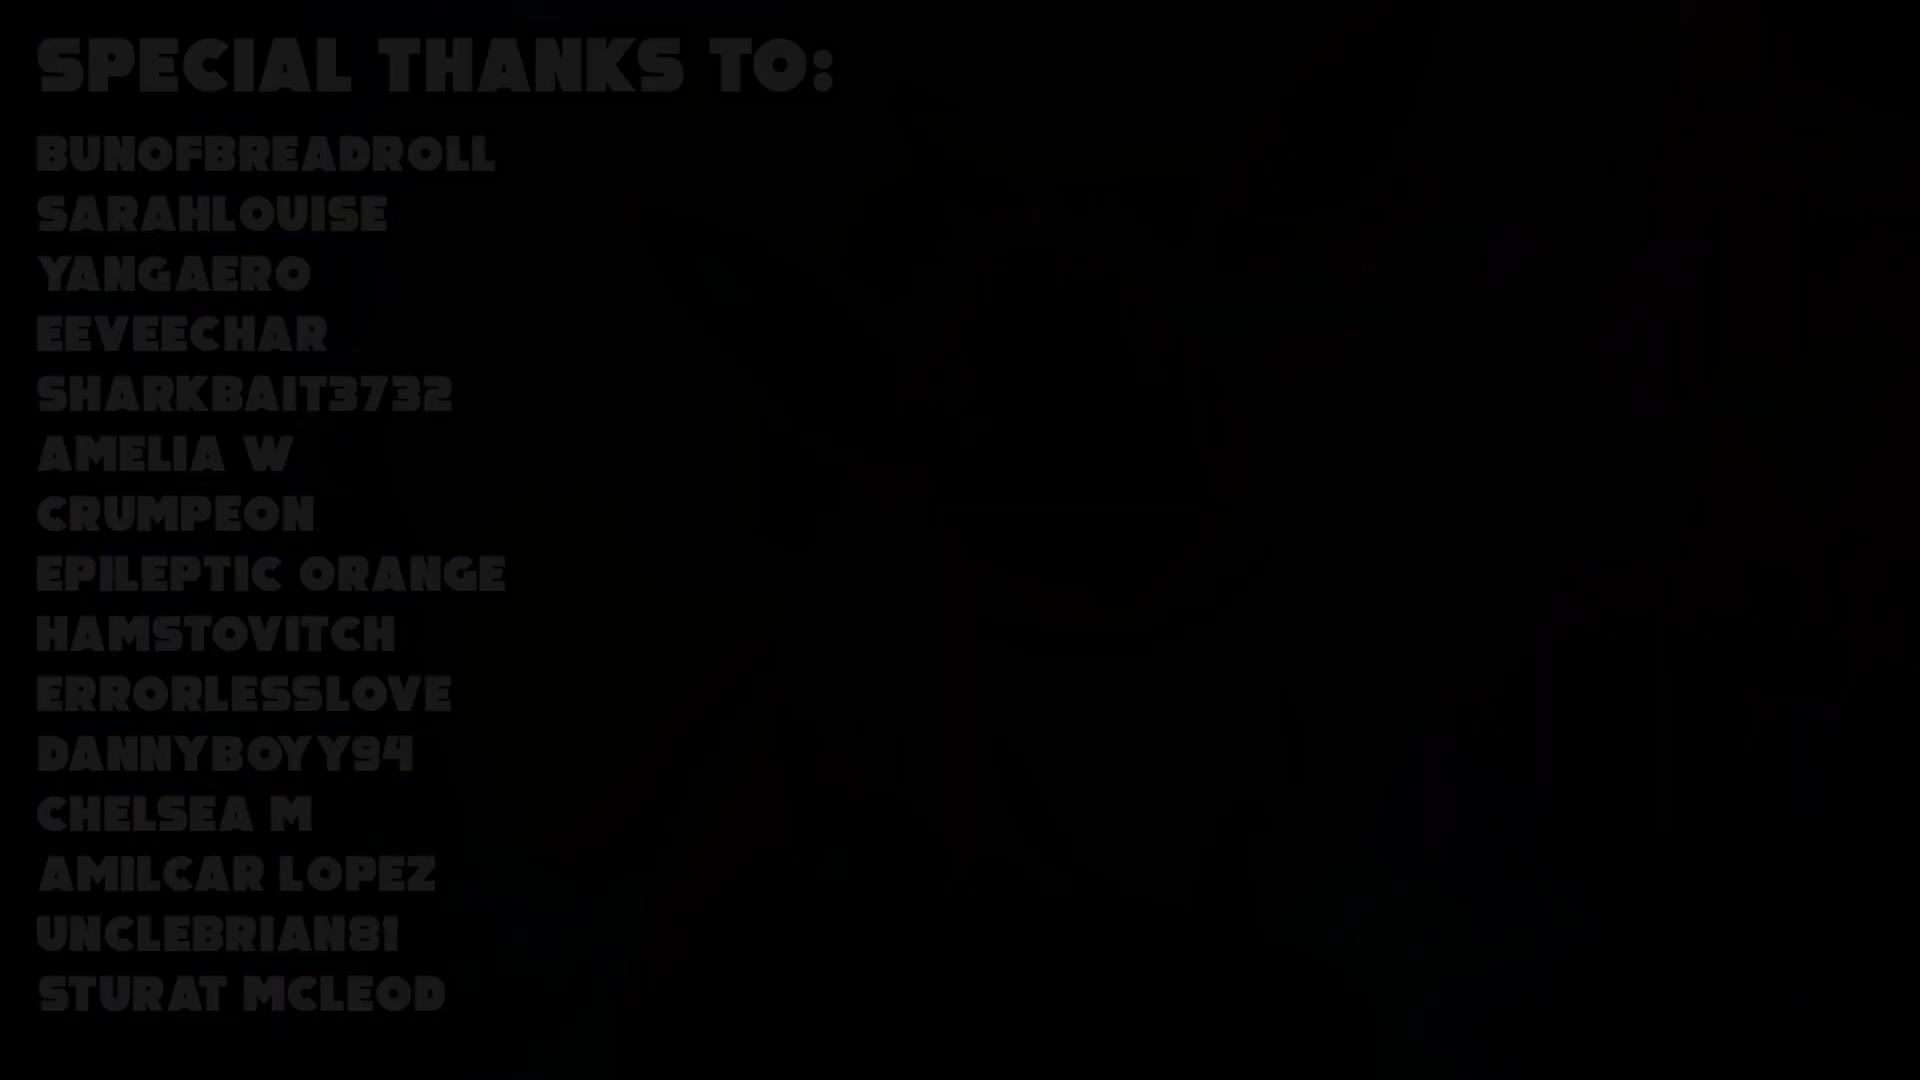 SPECIAL THANKS TO:
BUNOFBREADROLL
SARAHLOUISE
YANGAERO
EEVEECHAR
SHARKBAIT3732
AMELIA W
CRUMPEON
EPILEPTIC ORANGE
HAMSTOVITCH
ERRORLESSLOVE
DANNYBOYY94
CHELSEA M
AMILCAR LOPEZ
UNCLEBRIAN81
STURAT MCLEOD